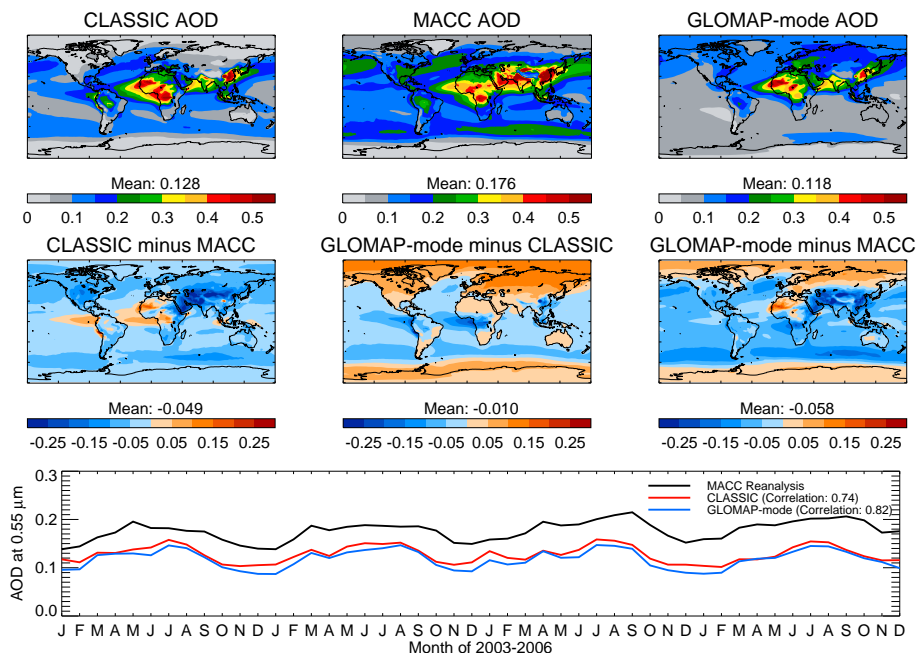 CLASSIC AOD MACC AOD GLOMAP-mode AOD
Mean: 0.128 Mean: 0.176 Mean: 0.118
0 0.1 0.2 0.3 0.4 0.5 0 0.1 0.2 0.3 0.4 0.5 0 0.1 0.2 0.3 0.4 0.5
CLASSIC minus MACC GLOMAP-mode minus CLASSIC GLOMAP-mode minus MACC
Mean: -0.049 Mean: -0.010 Mean: -0.058
-0.25 -0.15 -0.05 0.05 0.15 0.25 -0.25 -0.15 -0.05 0.05 0.15 0.25 -0.25 -0.15 -0.05 0.05 0.15 0.25
0.3
0.2
0.1
0.0
AOD at 0.55 μm
MACC Reanalysis
CLASSIC (Correlation: 0.74)
GLOMAP-mode (Correlation: 0.82)
J F M A M J J A S O N D J F M A M J J A S O N D J F M A M J J A S O N D J F M A M J J A S O N D
Month of 2003-2006